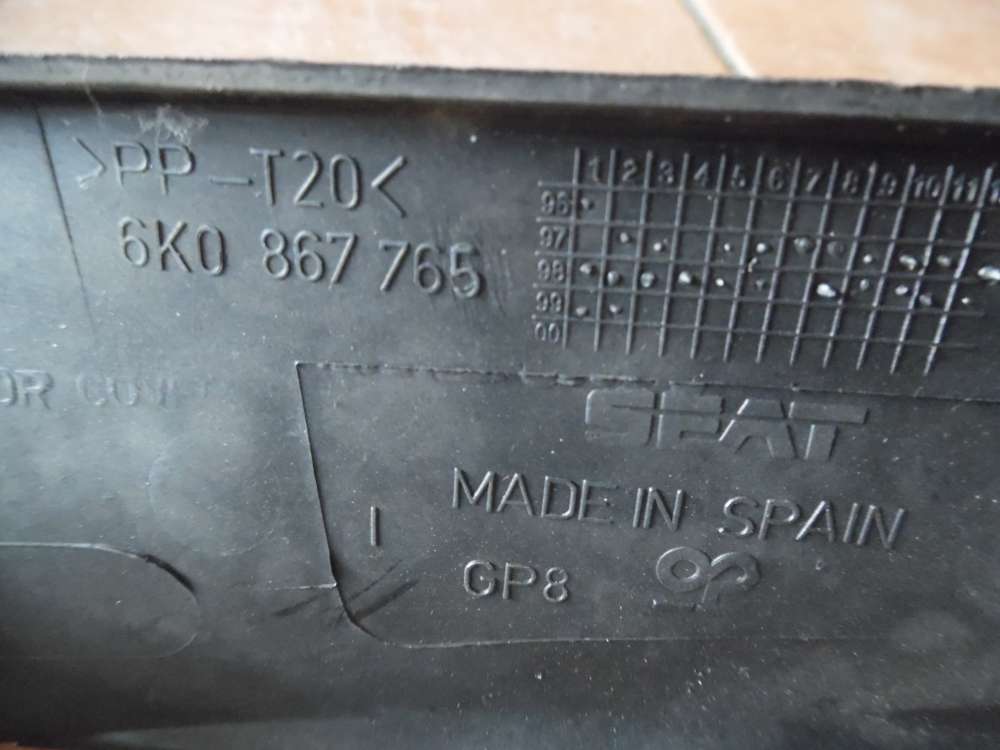 >PP-T20<
6K0 867 765
1 2 3 4 5 6 7 8 9 10 11
96
97
98
99
00
SEAT
MADE IN SPAIN
I
GP8